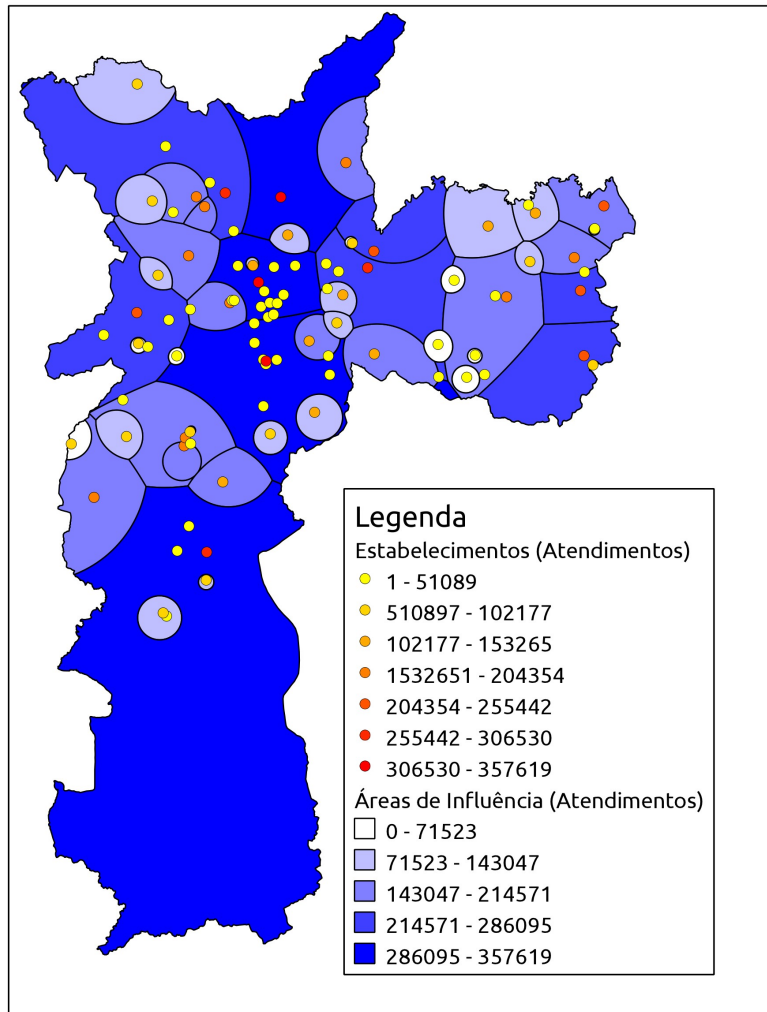 Legenda
Estabelecimentos (Atendimentos)
1 - 51089
510897 - 102177
102177 - 153265
1532651 - 204354
204354 - 255442
255442 - 306530
306530 - 357619
Áreas de Influência (Atendimentos)
0 - 71523
71523 - 143047
143047 - 214571
214571 - 286095
286095 - 357619